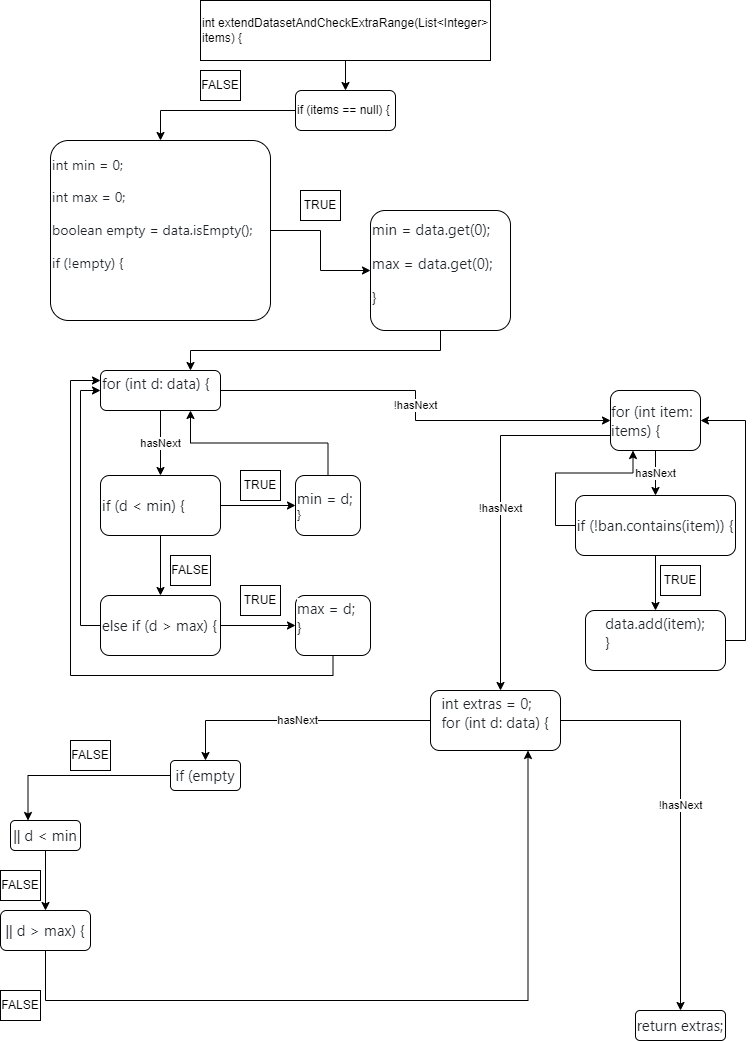 int extendDatasetAndCheckExtraRange(List<Integer>
items) {
FALSE
if (items == null) {
int min = 0;
int max = 0;
boolean empty = data.isEmpty();
if (!empty) {
TRUE
min = data.get(0);
max = data.get(0);
}
for (int d: data) {
!hasNext
for (int item:
items) {
hasNext
hasNext
if (d < min) {
TRUE
min = d;
}
!hasNext
if (!ban.contains(item)) {
FALSE
TRUE
else if (d > max) {
TRUE
max = d;
}
data.add(item);
}
int extras = 0;
for (int d: data) {
hasNext
FALSE
if (empty
!hasNext
|| d < min
FALSE
|| d > max) {
FALSE
return extras;